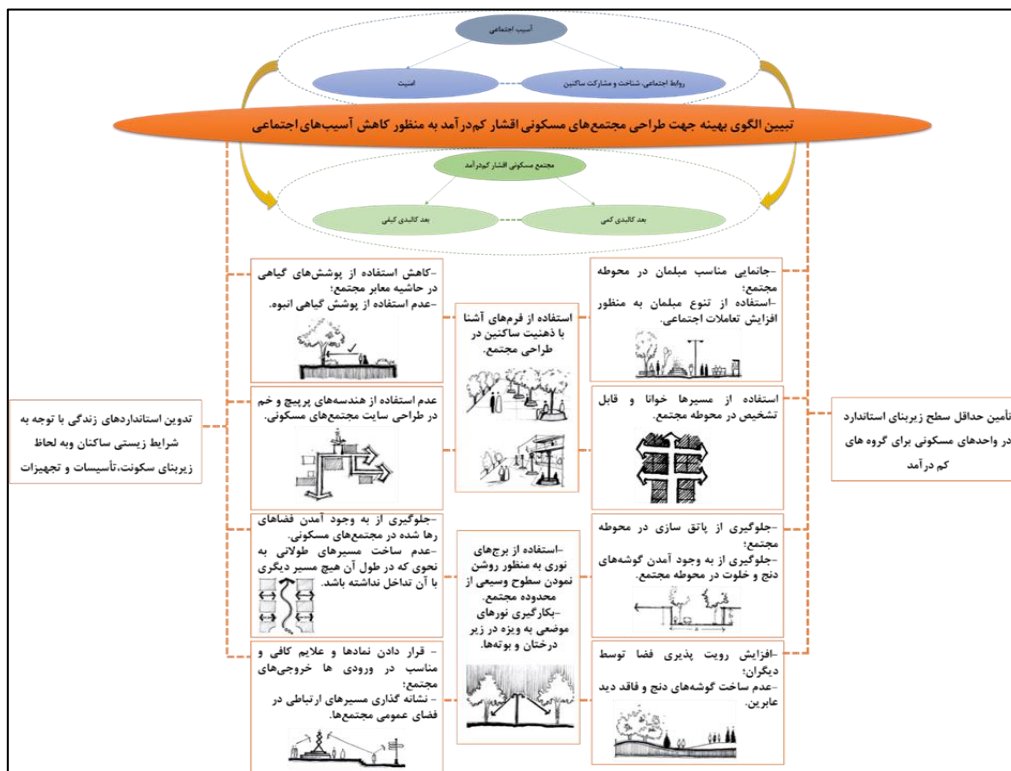 آسیب اجتماعی
روابط اجتماعی، شناخت و مشارکت ساکنین
امنیت
تبیین الگوی بهینه جهت طراحی مجتمع‌های مسکونی اقشار کم‌درآمد به منظور کاهش آسیب‌های اجتماعی
مجتمع مسکونی اقشار کم‌درآمد
بعد کالبدی کمی
بعد کالبدی کیفی
تأمین حداقل سطح زیربنای استاندارد
در واحدهای مسکونی برای گروه های
کم درآمد
-جانمایی مناسب مبلمان در محوطه
مجتمع؛
-استفاده از تنوع مبلمان به منظور
افزایش تعاملات اجتماعی.
استفاده از مسیرها خوانا و قابل
تشخیص در محوطه مجتمع.
-جلوگیری از پاتق سازی در محوطه
مجتمع؛
-جلوگیری از به وجود آمدن گوشه‌های
دنج و خلوت در محوطه مجتمع.
-افزایش رویت پذیری فضا توسط
دیگران؛
-عدم ساخت گوشه‌های دنج و فاقد دید
عابرین.
استفاده از فرم‌های آشنا
با ذهنیت ساکنین در
طراحی مجتمع.
-استفاده از برج‌های
نوری به منظور روشن
نمودن سطوح وسیعی از
محدوده مجتمع.
-بکارگیری نورهای
موضعی به ویزه در زیر
درختان و بوته‌ها.
-کاهش استفاده از پوشش‌های گیاهی
در حاشیه معابر مجتمع؛
-عدم استفاده از پوشش گیاهی انبوه.
عدم استفاده از هندسه‌های پرپیچ و خم
در طراحی سایت مجتمع‌های مسکونی.
-جلوگیری از به وجود آمدن فضاهای
رها شده در مجتمع‌های مسکونی.
-عدم ساخت مسیرهای طولانی به
نحوی که در طول آن هیچ مسیر دیگری
با آن تداخل نداشته باشد.
- قرار دادن نمادها و علایم کافی و
مناسب در ورودی ها خروجی‌های
مجتمع؛
- نشانه گذاری مسیرهای ارتباطی در
فضای عمومی مجتمع‌ها.
تدوین استانداردهای زندگی با توجه به
شرایط زیستی ساکنان وبه لحاظ
زیربنای سکونت،تأسیسات و تجهیزات